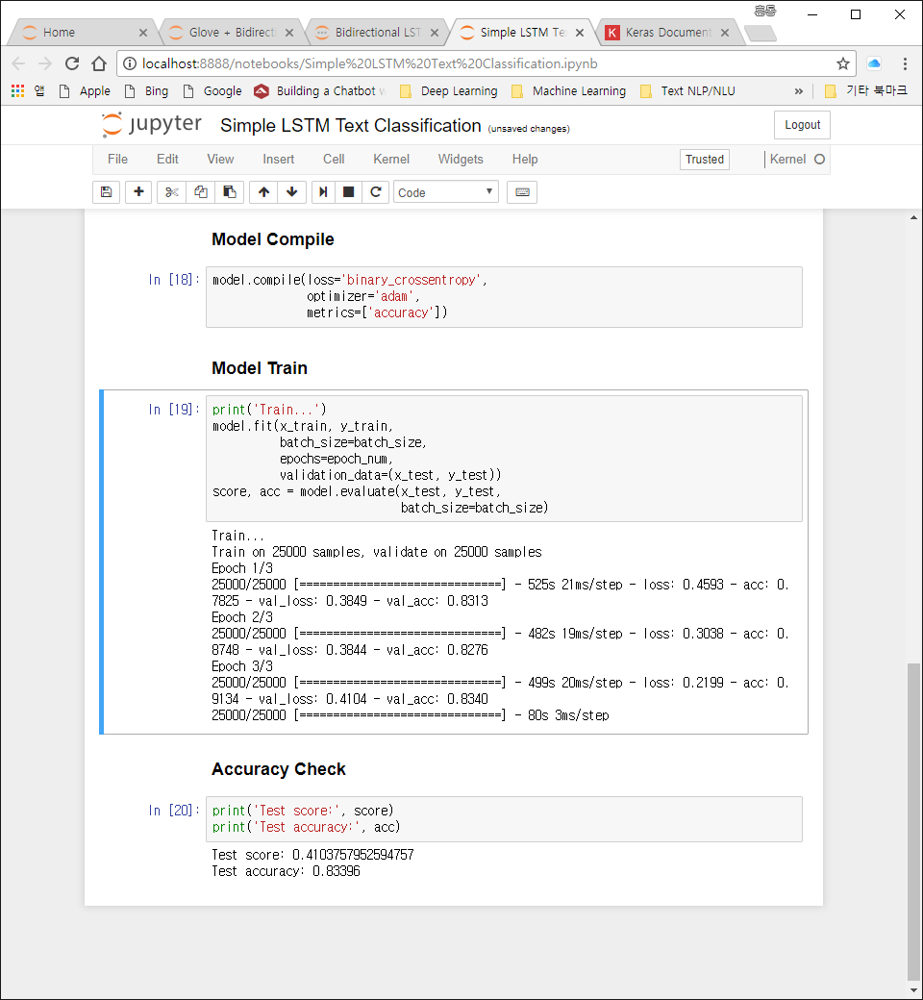 홍동
Home
Glove + Bidirecti
Bidirectional LST
Simple LSTM Te
Keras Document
localhost:8888/notebooks/Simple%20LSTM%20Text%20Classification.ipynb
앱 Apple Bing Google Building a Chatbot Deep Learning Machine Learning Text NLP/NLU » 기타 북마크
jupyter Simple LSTM Text Classification (unsaved changes) Logout
File Edit View Insert Cell Kernel Widgets Help Trusted Kernel
Code
Model Compile
In [18]: model.compile(loss='binary_crossentropy',
optimizer='adam',
metrics=['accuracy'])
Model Train
In [19]: print('Train...')
model.fit(x_train, y_train,
batch_size=batch_size,
epochs=epoch_num,
validation_data=(x_test, y_test))
score, acc = model.evaluate(x_test, y_test,
batch_size=batch_size)
Train...
Train on 25000 samples, validate on 25000 samples
Epoch 1/3
25000/25000 [==============================] - 525s 21ms/step - loss: 0.4593 - acc: 0.
7825 - val_loss: 0.3849 - val_acc: 0.8313
Epoch 2/3
25000/25000 [==============================] - 482s 19ms/step - loss: 0.3038 - acc: 0.
8748 - val_loss: 0.3844 - val_acc: 0.8276
Epoch 3/3
25000/25000 [==============================] - 499s 20ms/step - loss: 0.2199 - acc: 0.
9134 - val_loss: 0.4104 - val_acc: 0.8340
25000/25000 [==============================] - 80s 3ms/step
Accuracy Check
In [20]: print('Test score:', score)
print('Test accuracy:', acc)
Test score: 0.4103757952594757
Test accuracy: 0.83396